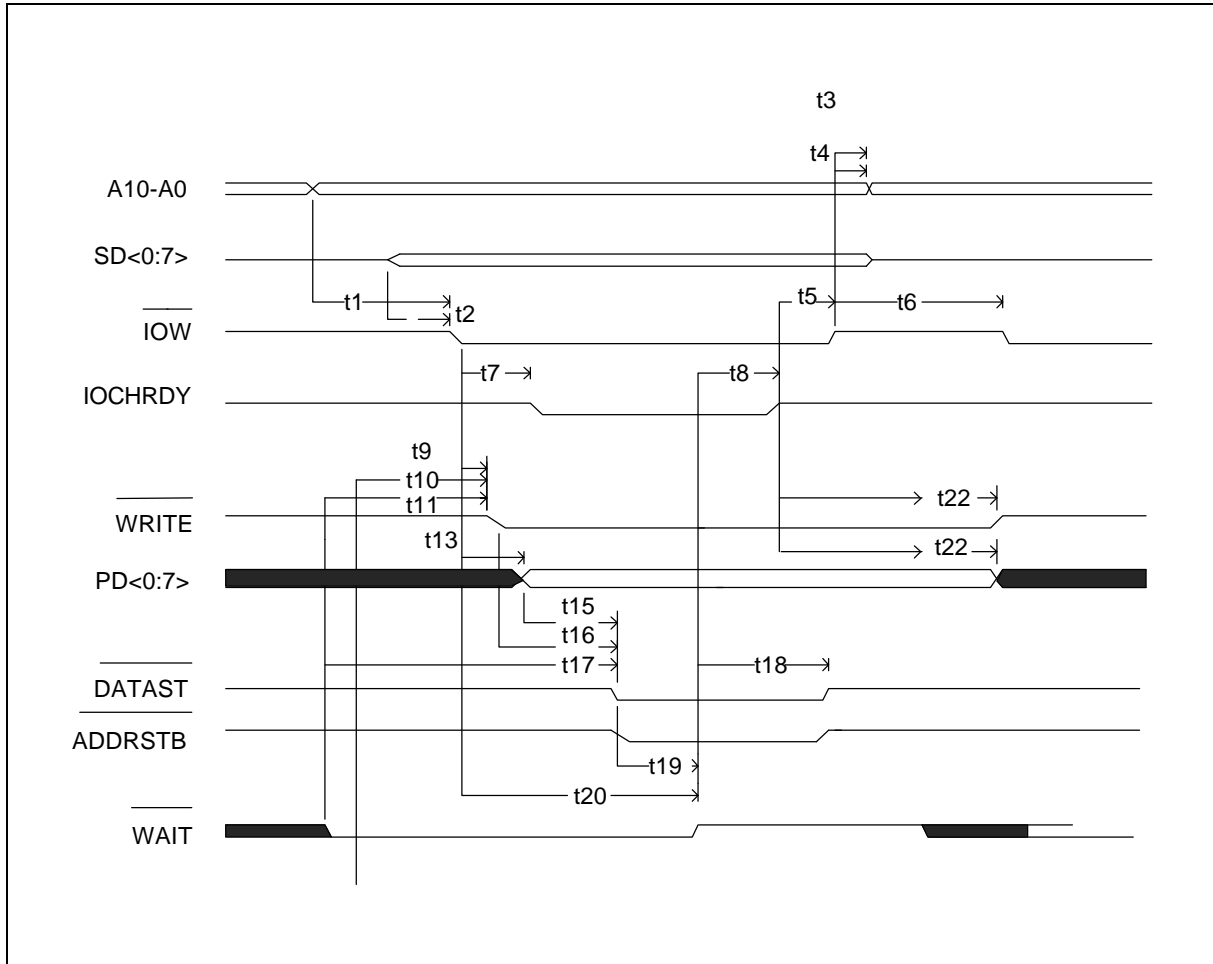 t3
t4
A10-A0
SD<0:7>
t1
t2
t5
t6
IOW
t7
t8
IOCHRDY
t9
t10
t11
t22
WRITE
t13
t22
PD<0:7>
t15
t16
t17
t18
DATAST
ADDRSTB
t19
t20
WAIT